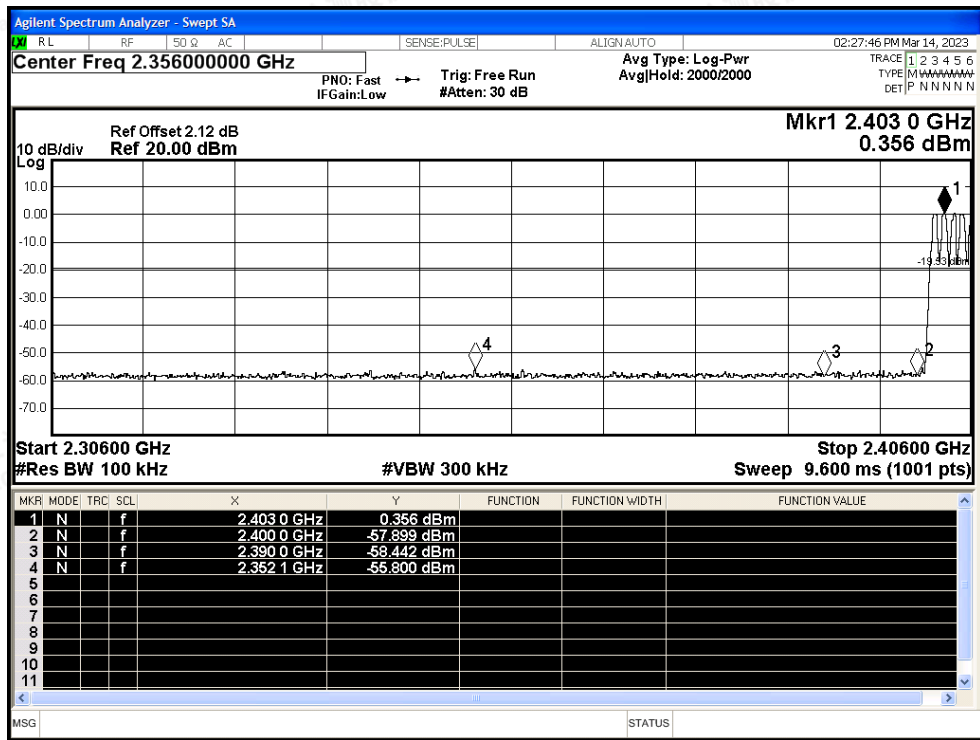 Agilent Spectrum Analyzer - Swept SA
LXI RL RF 50 Ω AC SENSE:PULSE ALIGN AUTO 02:27:46 PM Mar 14, 2023
Center Freq 2.356000000 GHz
PNO: Fast
IFGain:Low
Trig: Free Run
#Atten: 30 dB
Avg Type: Log-Pwr
Avg|Hold: 2000/2000
TRACE 1 2 3 4 5 6
TYPE M
DET P N N N N N
Mkr1 2.403 0 GHz
0.356 dBm
Ref Offset 2.12 dB
10 dB/div Ref 20.00 dBm
Log
10.0
0.00
-10.0
-20.0
-30.0
-40.0
-50.0
-60.0
-70.0
1
-19.53 dBm
4
3
2
Start 2.30600 GHz Stop 2.40600 GHz
#Res BW 100 kHz #VBW 300 kHz Sweep 9.600 ms (1001 pts)
MKR MODE TRC SCL X Y FUNCTION FUNCTION WIDTH FUNCTION VALUE
1 N f 2.403 0 GHz 0.356 dBm
2 N f 2.400 0 GHz -57.899 dBm
3 N f 2.390 0 GHz -58.442 dBm
4 N f 2.352 1 GHz -55.800 dBm
5
6
7
8
9
10
11
MSG STATUS